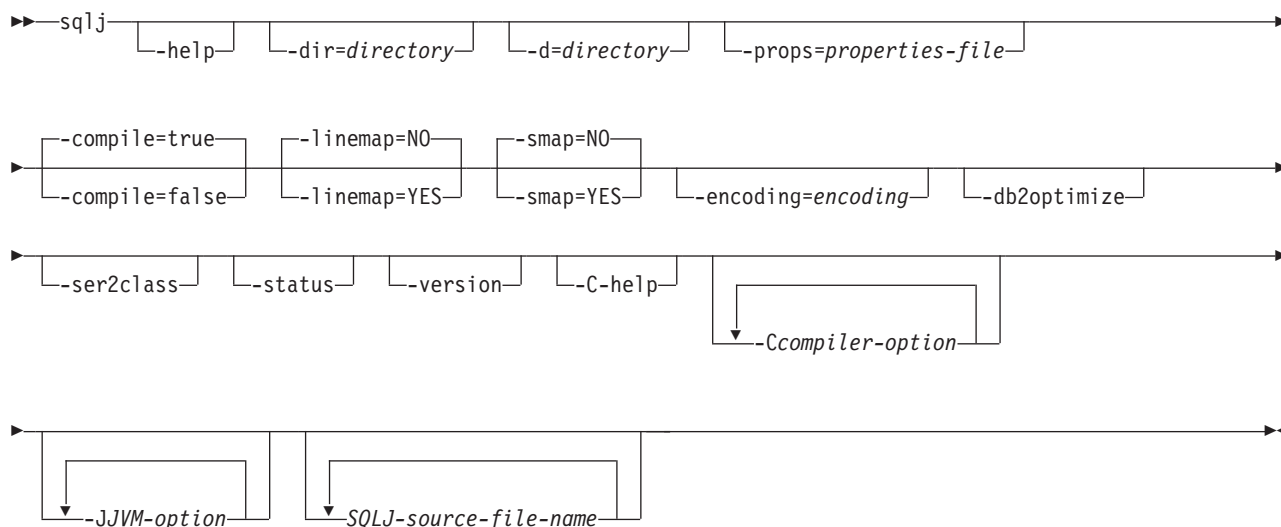 sqlj
-help -dir=directory -d=directory -props=properties-file
-compile=true -linemap=NO -smap=NO
-compile=false -linemap=YES -smap=YES -encoding=encoding -db2optimize
-ser2class -status -version -C-help
-Ccompiler-option
-JJVM-option SQLJ-source-file-name